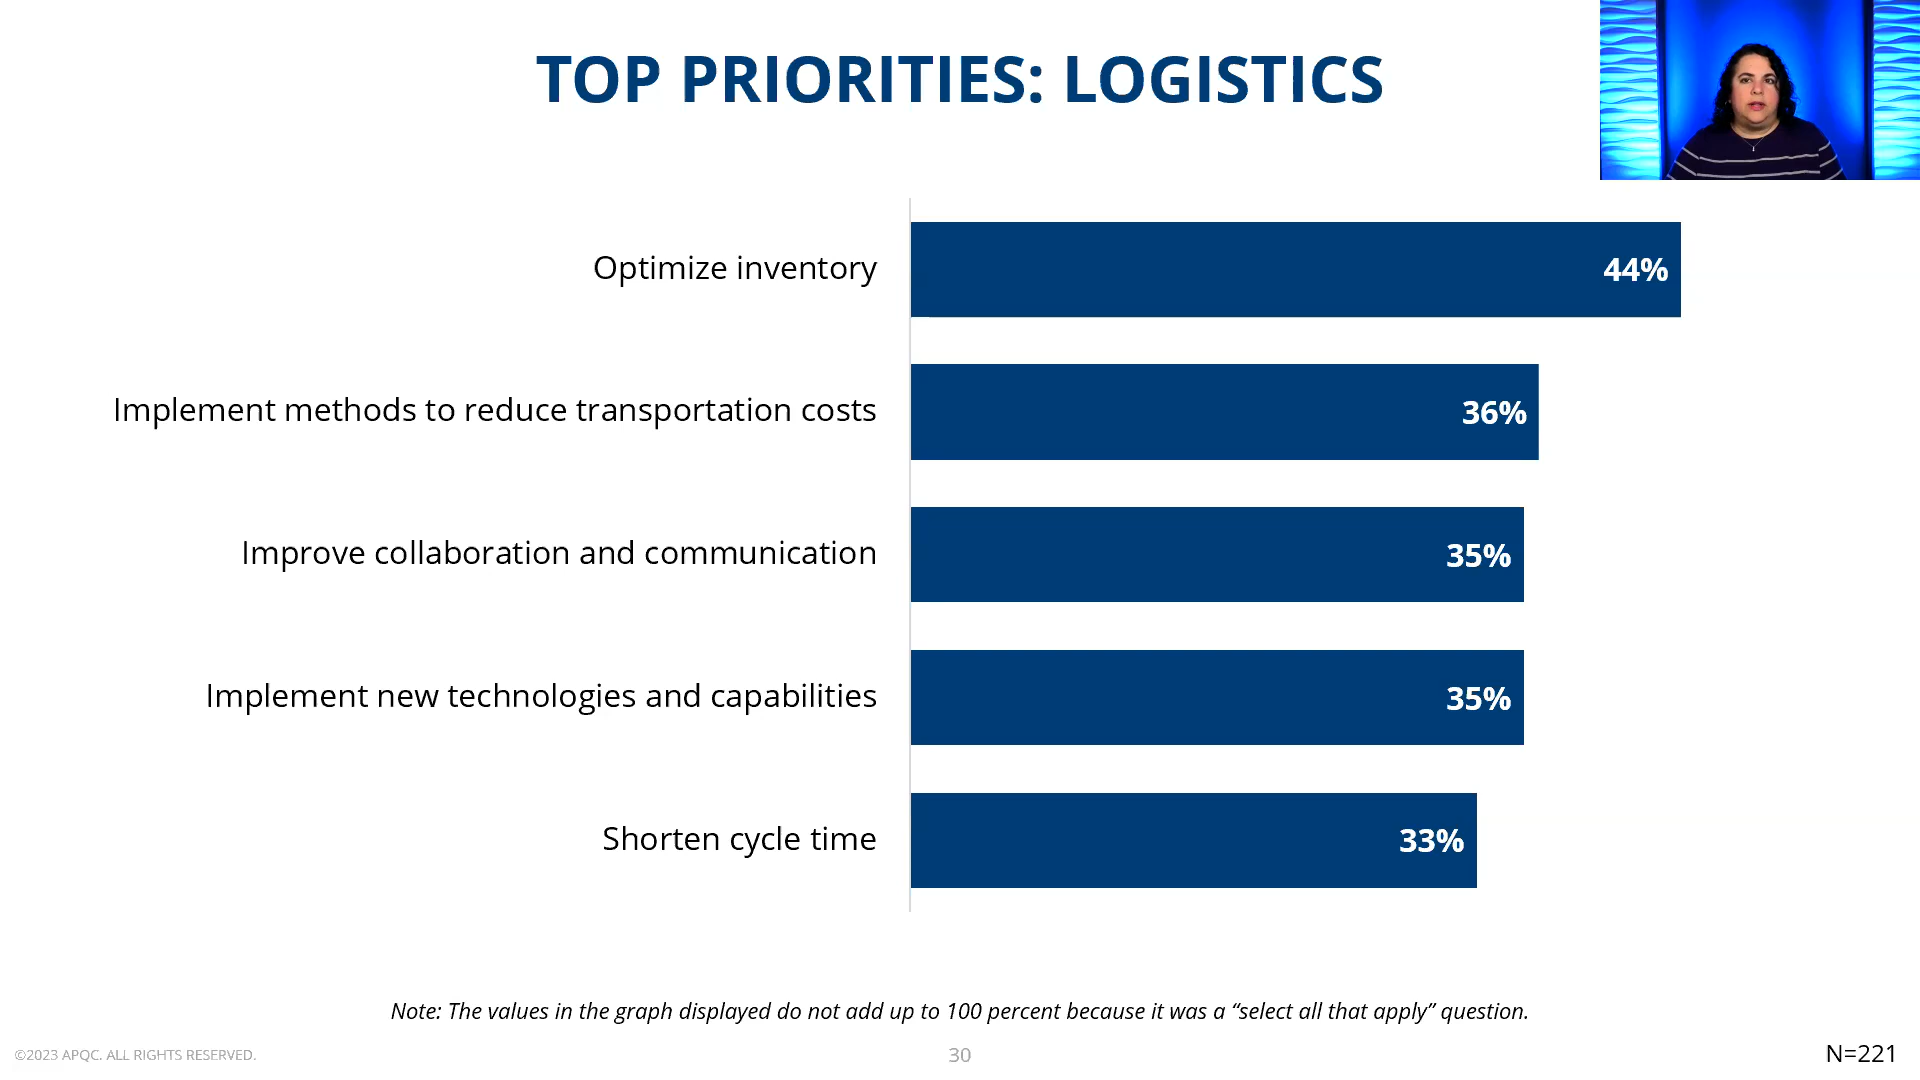 TOP PRIORITIES: LOGISTICS
Optimize inventory
44%
Implement methods to reduce transportation costs
36%
Improve collaboration and communication
35%
Implement new technologies and capabilities
35%
Shorten cycle time
33%
Note: The values in the graph displayed do not add up to 100 percent because it was a “select all that apply” question.
©2023 APQC. ALL RIGHTS RESERVED.
30
N=221